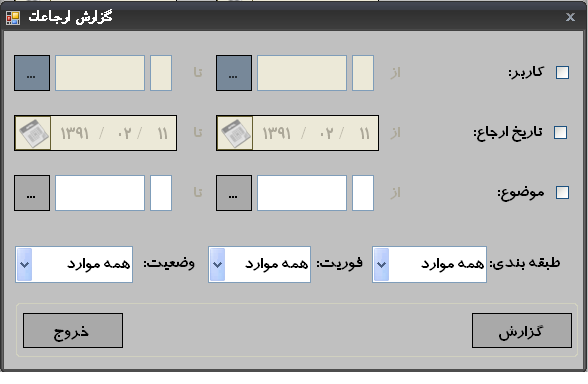 گزارش ارجاعات
کاربر: از ... تا ...
تاریخ ارجاع: از ۱۳۹۱ / ۰۲ / ۱۱ تا ۱۳۹۱ / ۰۲ / ۱۱
موضوع: از ... تا ...
طبقه بندی: همه موارد فوریت: همه موارد وضعیت: همه موارد
گزارش خروج